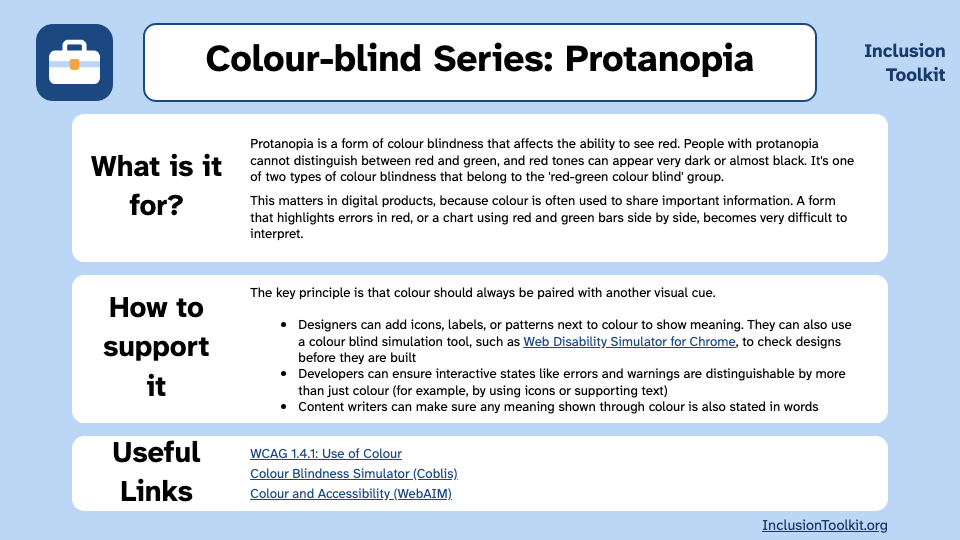 Colour-blind Series: Protanopia
Inclusion
Toolkit
What is it
for?
Protanopia is a form of colour blindness that affects the ability to see red. People with protanopia
cannot distinguish between red and green, and red tones can appear very dark or almost black. It's one
of two types of colour blindness that belong to the 'red-green colour blind' group.
This matters in digital products, because colour is often used to share important information. A form
that highlights errors in red, or a chart using red and green bars side by side, becomes very difficult to
interpret.
How to
support
it
The key principle is that colour should always be paired with another visual cue.
• Designers can add icons, labels, or patterns next to colour to show meaning. They can also use
a colour blind simulation tool, such as Web Disability Simulator for Chrome, to check designs
before they are built
• Developers can ensure interactive states like errors and warnings are distinguishable by more
than just colour (for example, by using icons or supporting text)
• Content writers can make sure any meaning shown through colour is also stated in words
Useful
Links
WCAG 1.4.1: Use of Colour
Colour Blindness Simulator (Coblis)
Colour and Accessibility (WebAIM)
InclusionToolkit.org